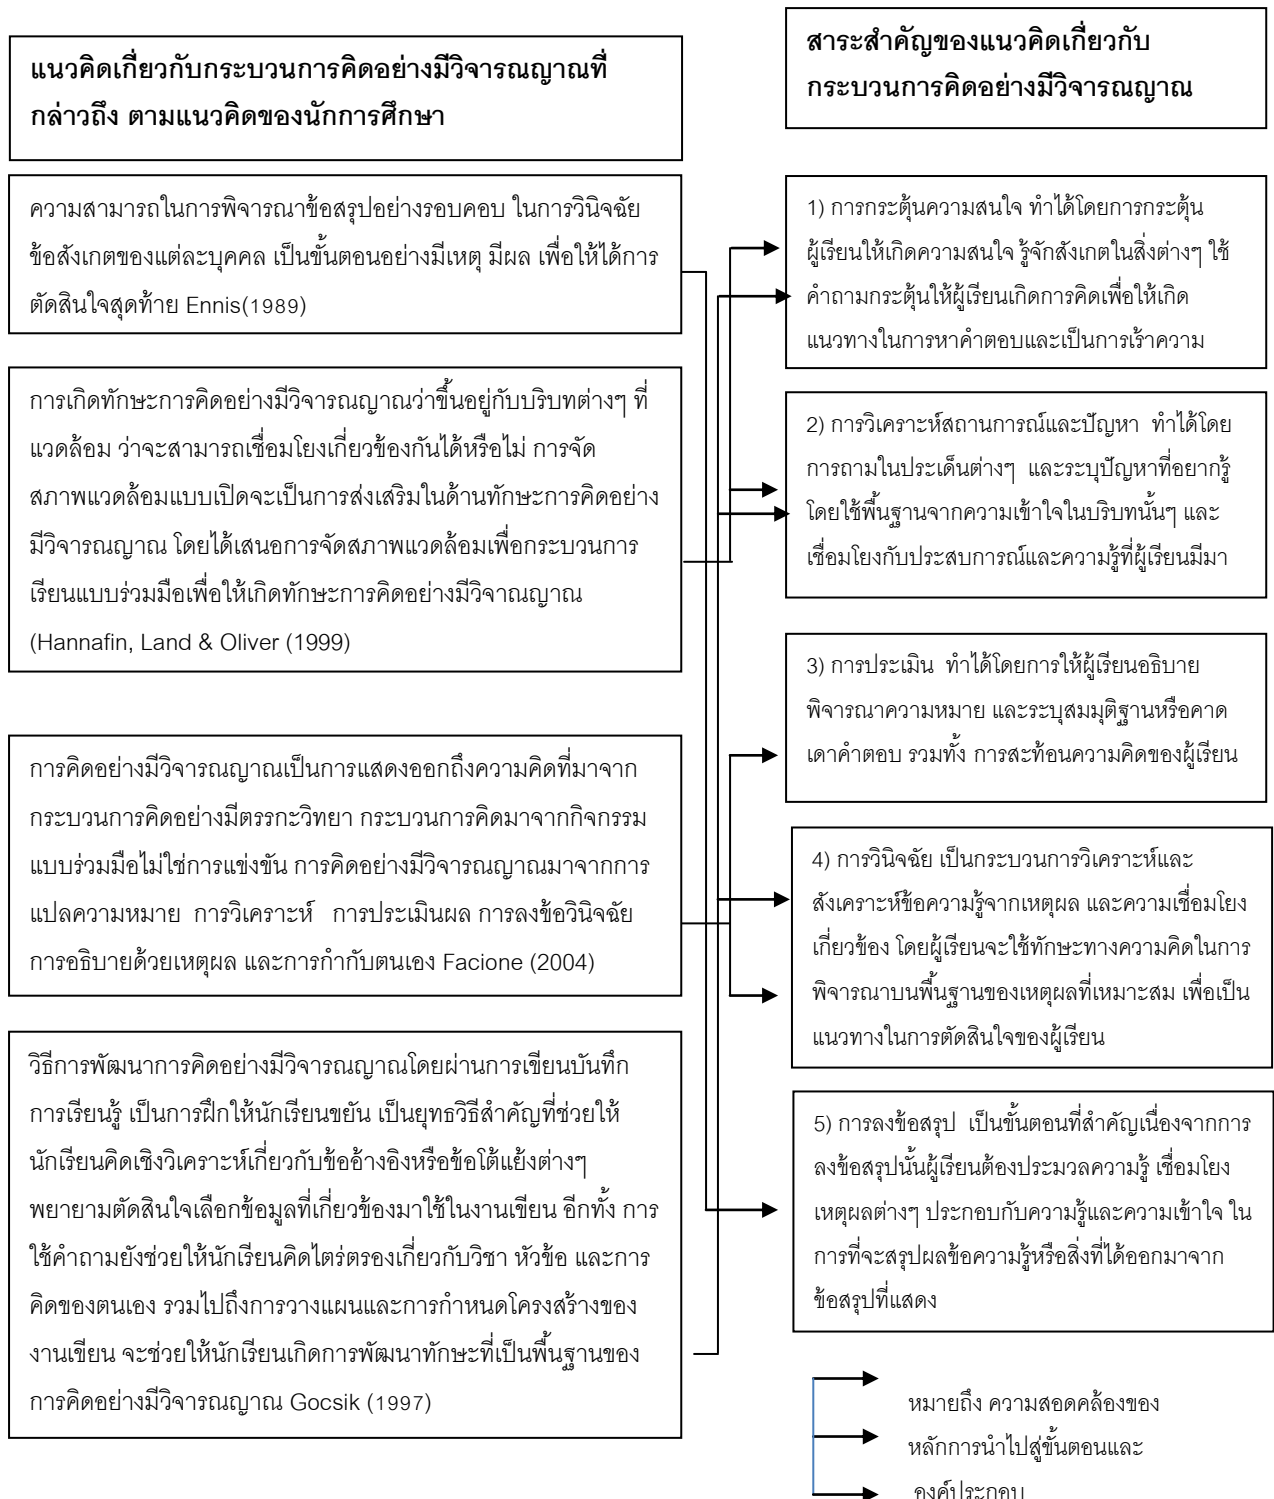 แนวคิดเกี่ยวกับกระบวนการคิดอย่างมีวิจารณญาณที่
กล่าวถึง ตามแนวคิดของนักการศึกษา
ความสามารถในการพิจารณาข้อสรุปอย่างรอบคอบ ในการวินิจฉัย
ข้อสังเกตของแต่ละบุคคล เป็นขั้นตอนอย่างมีเหตุ มีผล เพื่อให้ได้การ
ตัดสินใจสุดท้าย Ennis(1989)
การเกิดทักษะการคิดอย่างมีวิจารณญาณว่าขึ้นอยู่กับบริบทต่างๆ ที่
แวดล้อม ว่าจะสามารถเชื่อมโยงเกี่ยวข้องกันได้หรือไม่ การจัด
สภาพแวดล้อมแบบเปิดจะเป็นการส่งเสริมในด้านทักษะการคิดอย่าง
มีวิจารณญาณ โดยได้เสนอการจัดสภาพแวดล้อมเพื่อกระบวนการ
เรียนแบบร่วมมือเพื่อให้เกิดทักษะการคิดอย่างมีวิจาณญาณ
(Hannafin, Land & Oliver (1999)
การคิดอย่างมีวิจารณญาณเป็นการแสดงออกถึงความคิดที่มาจาก
กระบวนการคิดอย่างมีตรรกะวิทยา กระบวนการคิดมาจากกิจกรรม
แบบร่วมมือไม่ใช่การแข่งขัน การคิดอย่างมีวิจารณญาณมาจากการ
แปลความหมาย การวิเคราะห์ การประเมินผล การลงข้อวินิจฉัย
การอธิบายด้วยเหตุผล และการกำกับตนเอง Facione (2004)
วิธีการพัฒนาการคิดอย่างมีวิจารณญาณโดยผ่านการเขียนบันทึก
การเรียนรู้ เป็นการฝึกให้นักเรียนขยัน เป็นยุทธวิธีสำคัญที่ช่วยให้
นักเรียนคิดเชิงวิเคราะห์เกี่ยวกับข้ออ้างอิงหรือข้อโต้แย้งต่างๆ
พยายามตัดสินใจเลือกข้อมูลที่เกี่ยวข้องมาใช้ในงานเขียน อีกทั้ง การ
ใช้คำถามยังช่วยให้นักเรียนคิดไตร่ตรองเกี่ยวกับวิชา หัวข้อ และการ
คิดของตนเอง รวมไปถึงการวางแผนและการกำหนดโครงสร้างของ
งานเขียน จะช่วยให้นักเรียนเกิดการพัฒนาทักษะที่เป็นพื้นฐานของ
การคิดอย่างมีวิจารณญาณ Gocsik (1997)
สาระสำคัญของแนวคิดเกี่ยวกับ
กระบวนการคิดอย่างมีวิจารณญาณ
1) การกระตุ้นความสนใจ ทำได้โดยการกระตุ้น
ผู้เรียนให้เกิดความสนใจ รู้จักสังเกตในสิ่งต่างๆ ใช้
คำถามกระตุ้นให้ผู้เรียนเกิดการคิดเพื่อให้เกิด
แนวทางในการหาคำตอบและเป็นการเร้าความ
2) การวิเคราะห์สถานการณ์และปัญหา ทำได้โดย
การถามในประเด็นต่างๆ และระบุปัญหาที่อยากรู้
โดยใช้พื้นฐานจากความเข้าใจในบริบทนั้นๆ และ
เชื่อมโยงกับประสบการณ์และความรู้ที่ผู้เรียนมีมา
3) การประเมิน ทำได้โดยการให้ผู้เรียนอธิบาย
พิจารณาความหมาย และระบุสมมุติฐานหรือคาด
เดาคำตอบ รวมทั้ง การสะท้อนความคิดของผู้เรียน
4) การวินิจฉัย เป็นกระบวนการวิเคราะห์และ
สังเคราะห์ข้อความรู้จากเหตุผล และความเชื่อมโยง
เกี่ยวข้อง โดยผู้เรียนจะใช้ทักษะทางความคิดในการ
พิจารณาบนพื้นฐานของเหตุผลที่เหมาะสม เพื่อเป็น
แนวทางในการตัดสินใจของผู้เรียน
5) การลงข้อสรุป เป็นขั้นตอนที่สำคัญเนื่องจากการ
ลงข้อสรุปนั้นผู้เรียนต้องประมวลความรู้ เชื่อมโยง
เหตุผลต่างๆ ประกอบกับความรู้และความเข้าใจ ใน
การที่จะสรุปผลข้อความรู้หรือสิ่งที่ได้ออกมาจาก
ข้อสรุปที่แสดง
หมายถึง ความสอดคล้องของ
หลักการนำไปสู่ขั้นตอนและ
องค์ประกอบ